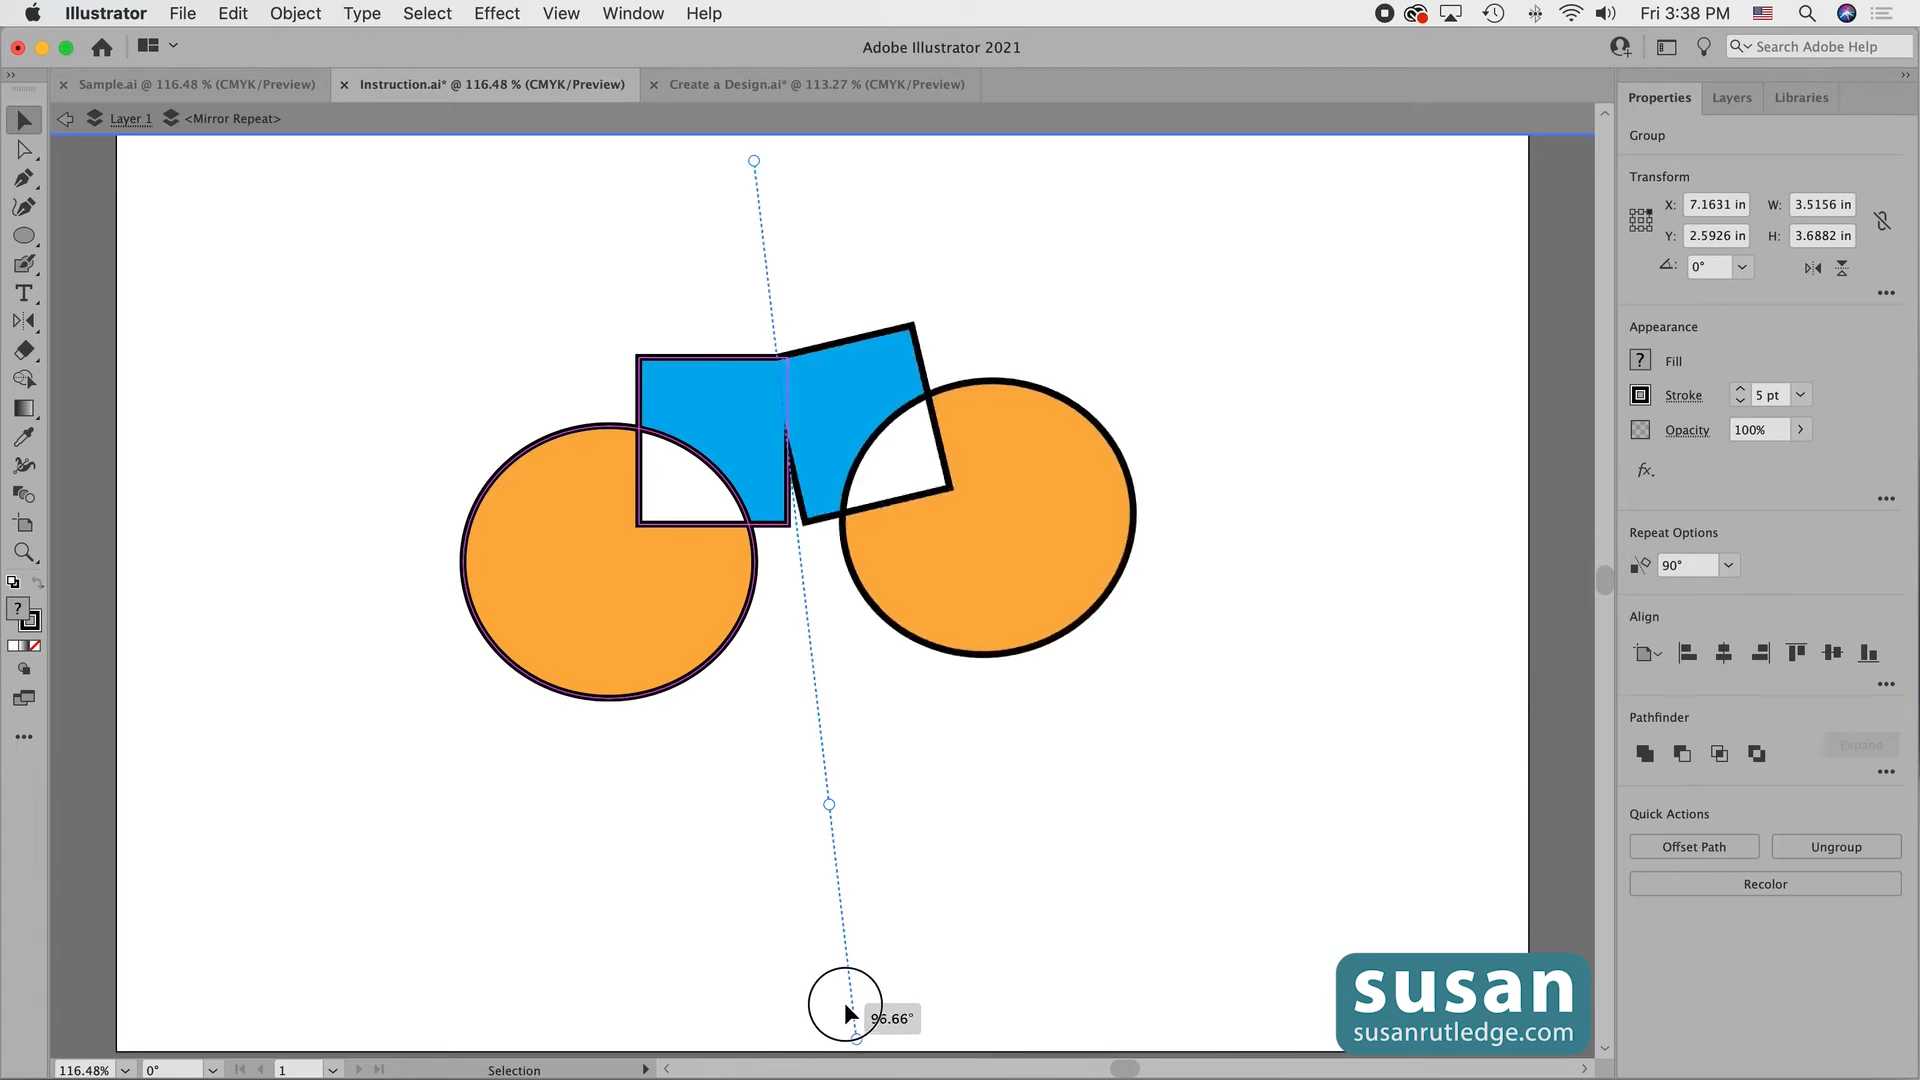 Illustrator File Edit Object Type Select Effect View Window Help Fri 3:38 PM
Adobe Illustrator 2021 Search Adobe Help
Sample.ai @ 116.48 % (CMYK/Preview) Instruction.ai* @ 116.48 % (CMYK/Preview) Create a Design.ai* @ 113.27 % (CMYK/Preview)
Layer 1 <Mirror Repeat>
Properties Layers Libraries
Group
Transform
X: 7.1631 in W: 3.5156 in
Y: 2.5926 in H: 3.6882 in
0°
Appearance
? Fill
Stroke 5 pt
Opacity 100%
fx.
Repeat Options
90°
Align
Pathfinder
Expand
Quick Actions
Offset Path Ungroup
Recolor
?
96.66°
susan
susanrutledge.com
116.48% 0° 1 Selection